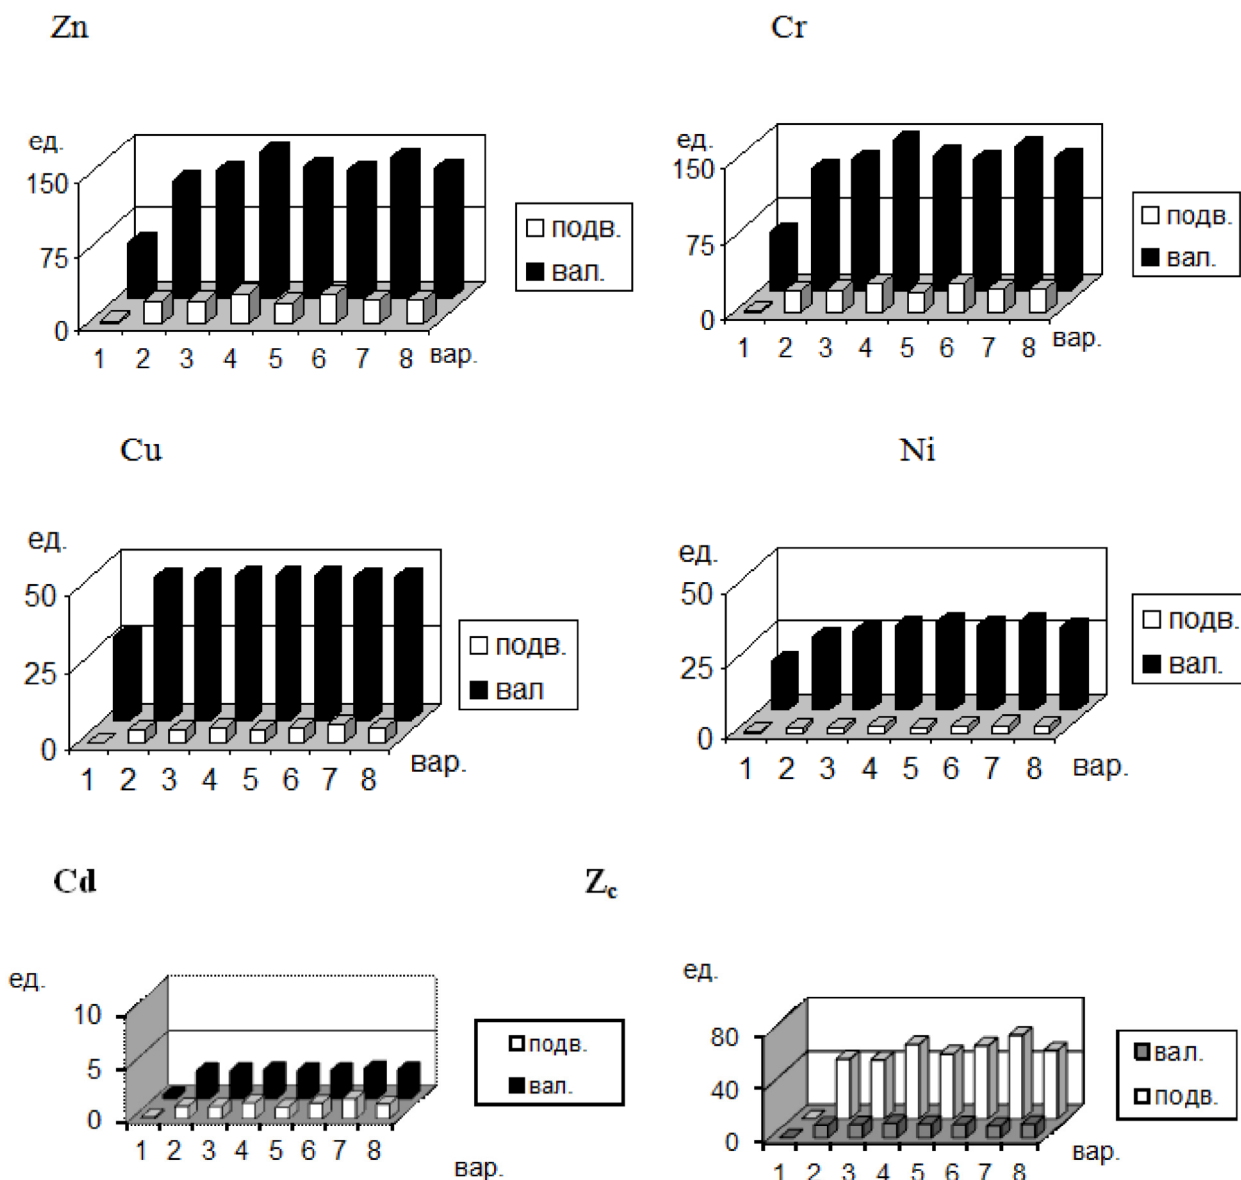 Zn
ед.
150
75
0
1 2 3 4 5 6 7 8 вар.
подв.
вал.
Cr
ед.
150
75
0
1 2 3 4 5 6 7 8 вар.
подв.
вал.
Cu
ед.
50
25
0
1 2 3 4 5 6 7 8 вар.
подв.
вал
Ni
ед.
50
25
0
1 2 3 4 5 6 7 8 вар.
подв.
вал.
Cd
ед.
10
5
0
1 2 3 4 5 6 7 8
вар.
подв.
вал.
Zc
ед.
80
40
0
1 2 3 4 5 6 7 8 вар.
вал.
подв.